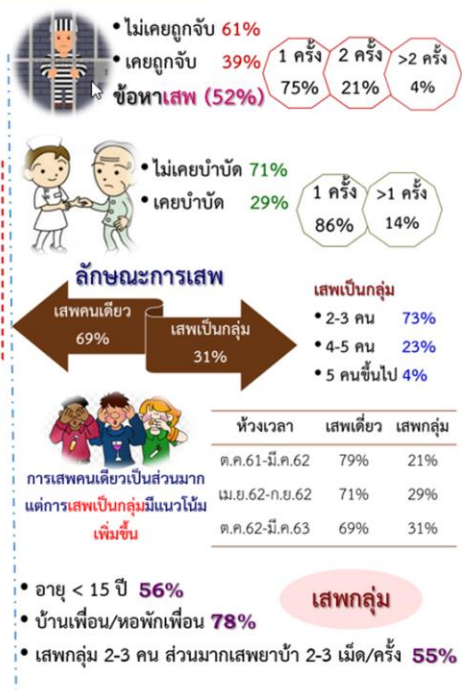 • ไม่เคยถูกจับ 61%
• เคยถูกจับ 39%
ข้อหาเสพ (52%)
1 ครั้ง 75%
2 ครั้ง 21%
>2 ครั้ง 4%
• ไม่เคยบำบัด 71%
• เคยบำบัด 29%
1 ครั้ง 86%
>1 ครั้ง 14%
ลักษณะการเสพ
เสพคนเดียว
69%
เสพเป็นกลุ่ม
31%
เสพเป็นกลุ่ม
• 2-3 คน 73%
• 4-5 คน 23%
• 5 คนขึ้นไป 4%
การเสพคนเดียวเป็นส่วนมาก
แต่การเสพเป็นกลุ่มมีแนวโน้ม
เพิ่มขึ้น
ห้วงเวลา เสพเดี่ยว เสพกลุ่ม
ต.ค.61-มี.ค.62 79% 21%
เม.ย.62-ก.ย.62 71% 29%
ต.ค.62-มี.ค.63 69% 31%
เสพกลุ่ม
• อายุ < 15 ปี 56%
• บ้านเพื่อน/หอพักเพื่อน 78%
• เสพกลุ่ม 2-3 คน ส่วนมากเสพยาบ้า 2-3 เม็ด/ครั้ง 55%